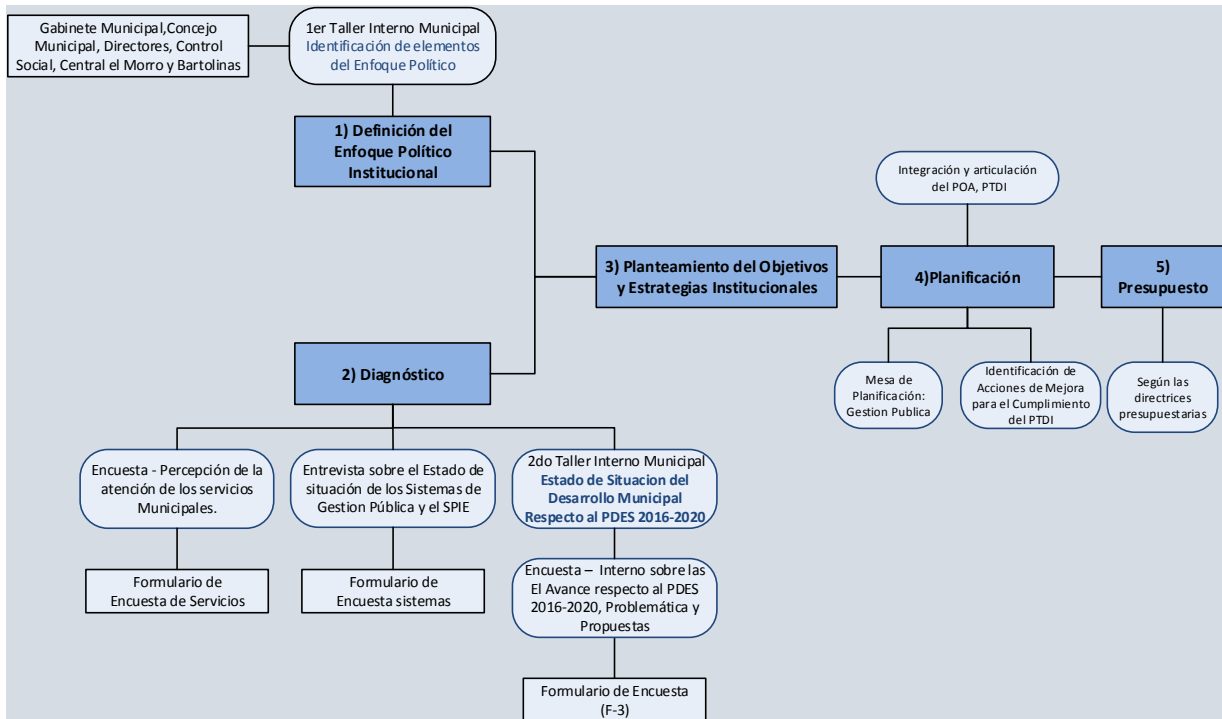 Gabinete Municipal,Concejo
Municipal, Directores, Control
Social, Central el Morro y Bartolinas
1er Taller Interno Municipal
Identificación de elementos
del Enfoque Político
1) Definición del
Enfoque Político
Institucional
Integración y articulación
del POA, PTDI
3) Planteamiento del Objetivos
y Estrategias Institucionales
4)Planificación
5)
Presupuesto
2) Diagnóstico
Mesa de
Planificación:
Gestion Publica
Identificación de
Acciones de Mejora
para el Cumplimiento
del PTDI
Según las
directrices
presupuestarias
Encuesta - Percepción de la
atención de los servicios
Municipales.
Entrevista sobre el Estado de
situación de los Sistemas de
Gestion Pública y el SPIE
2do Taller Interno Municipal
Estado de Situacion del
Desarrollo Municipal
Respecto al PDES 2016-2020
Formulario de
Encuesta de Servicios
Formulario de
Encuesta sistemas
Encuesta – Interno sobre las
El Avance respecto al PDES
2016-2020, Problemática y
Propuestas
Formulario de Encuesta
(F-3)